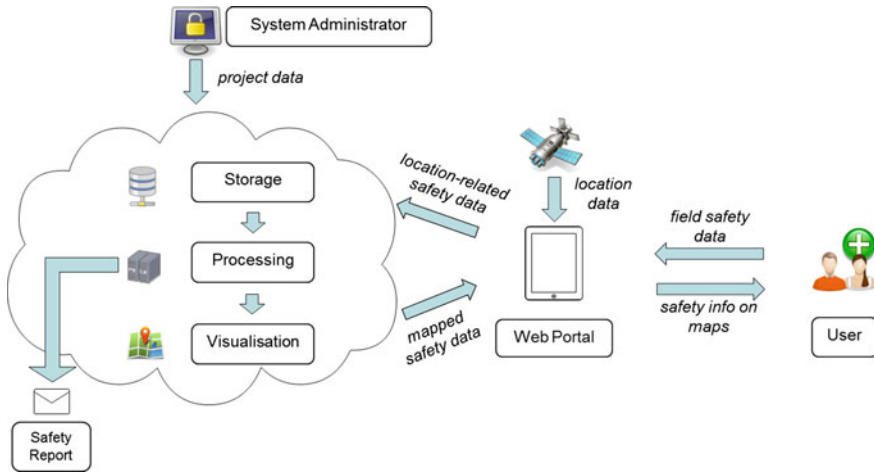 System Administrator
project data
Storage
Processing
Visualisation
Safety
Report
location-related
safety data
mapped
safety data
location
data
Web Portal
field safety
data
safety info on
maps
User